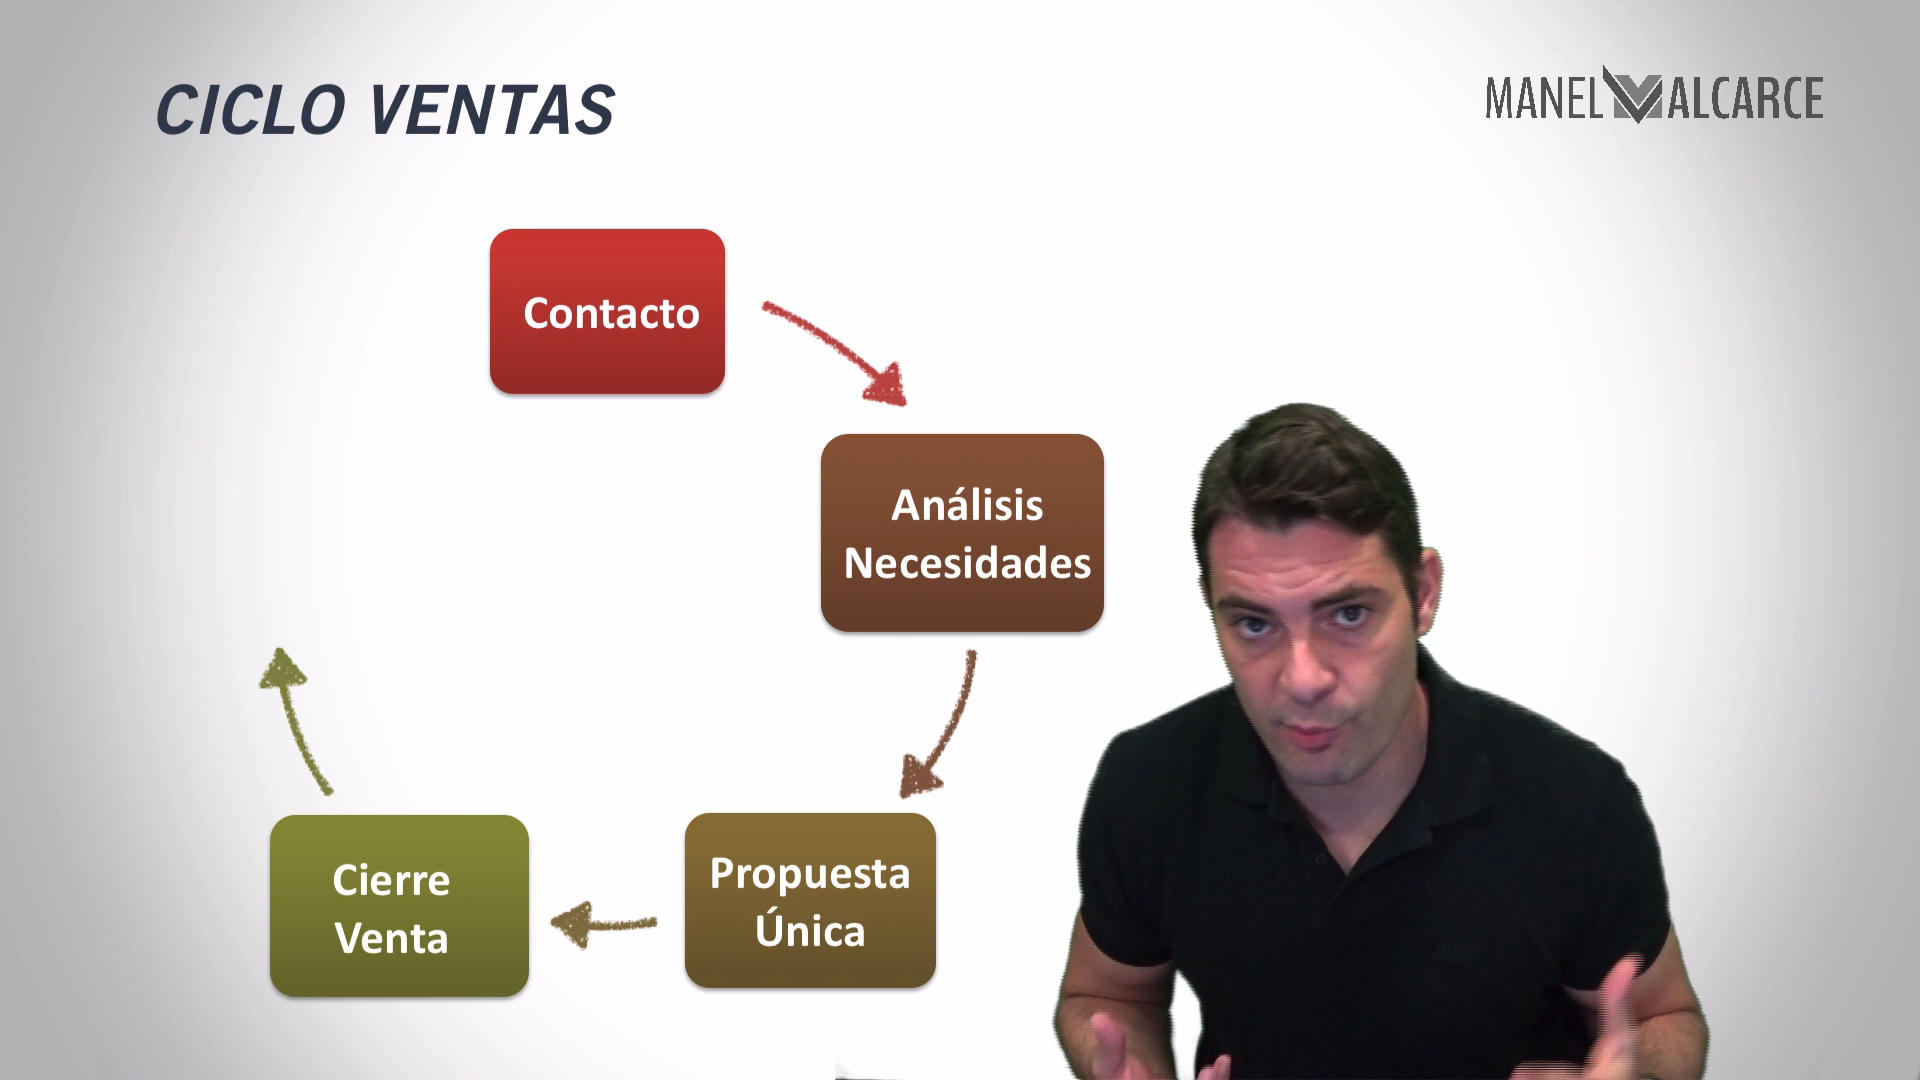 CICLO VENTAS
MANEL VALCARCE
Contacto
Análisis
Necesidades
Propuesta
Única
Cierre
Venta